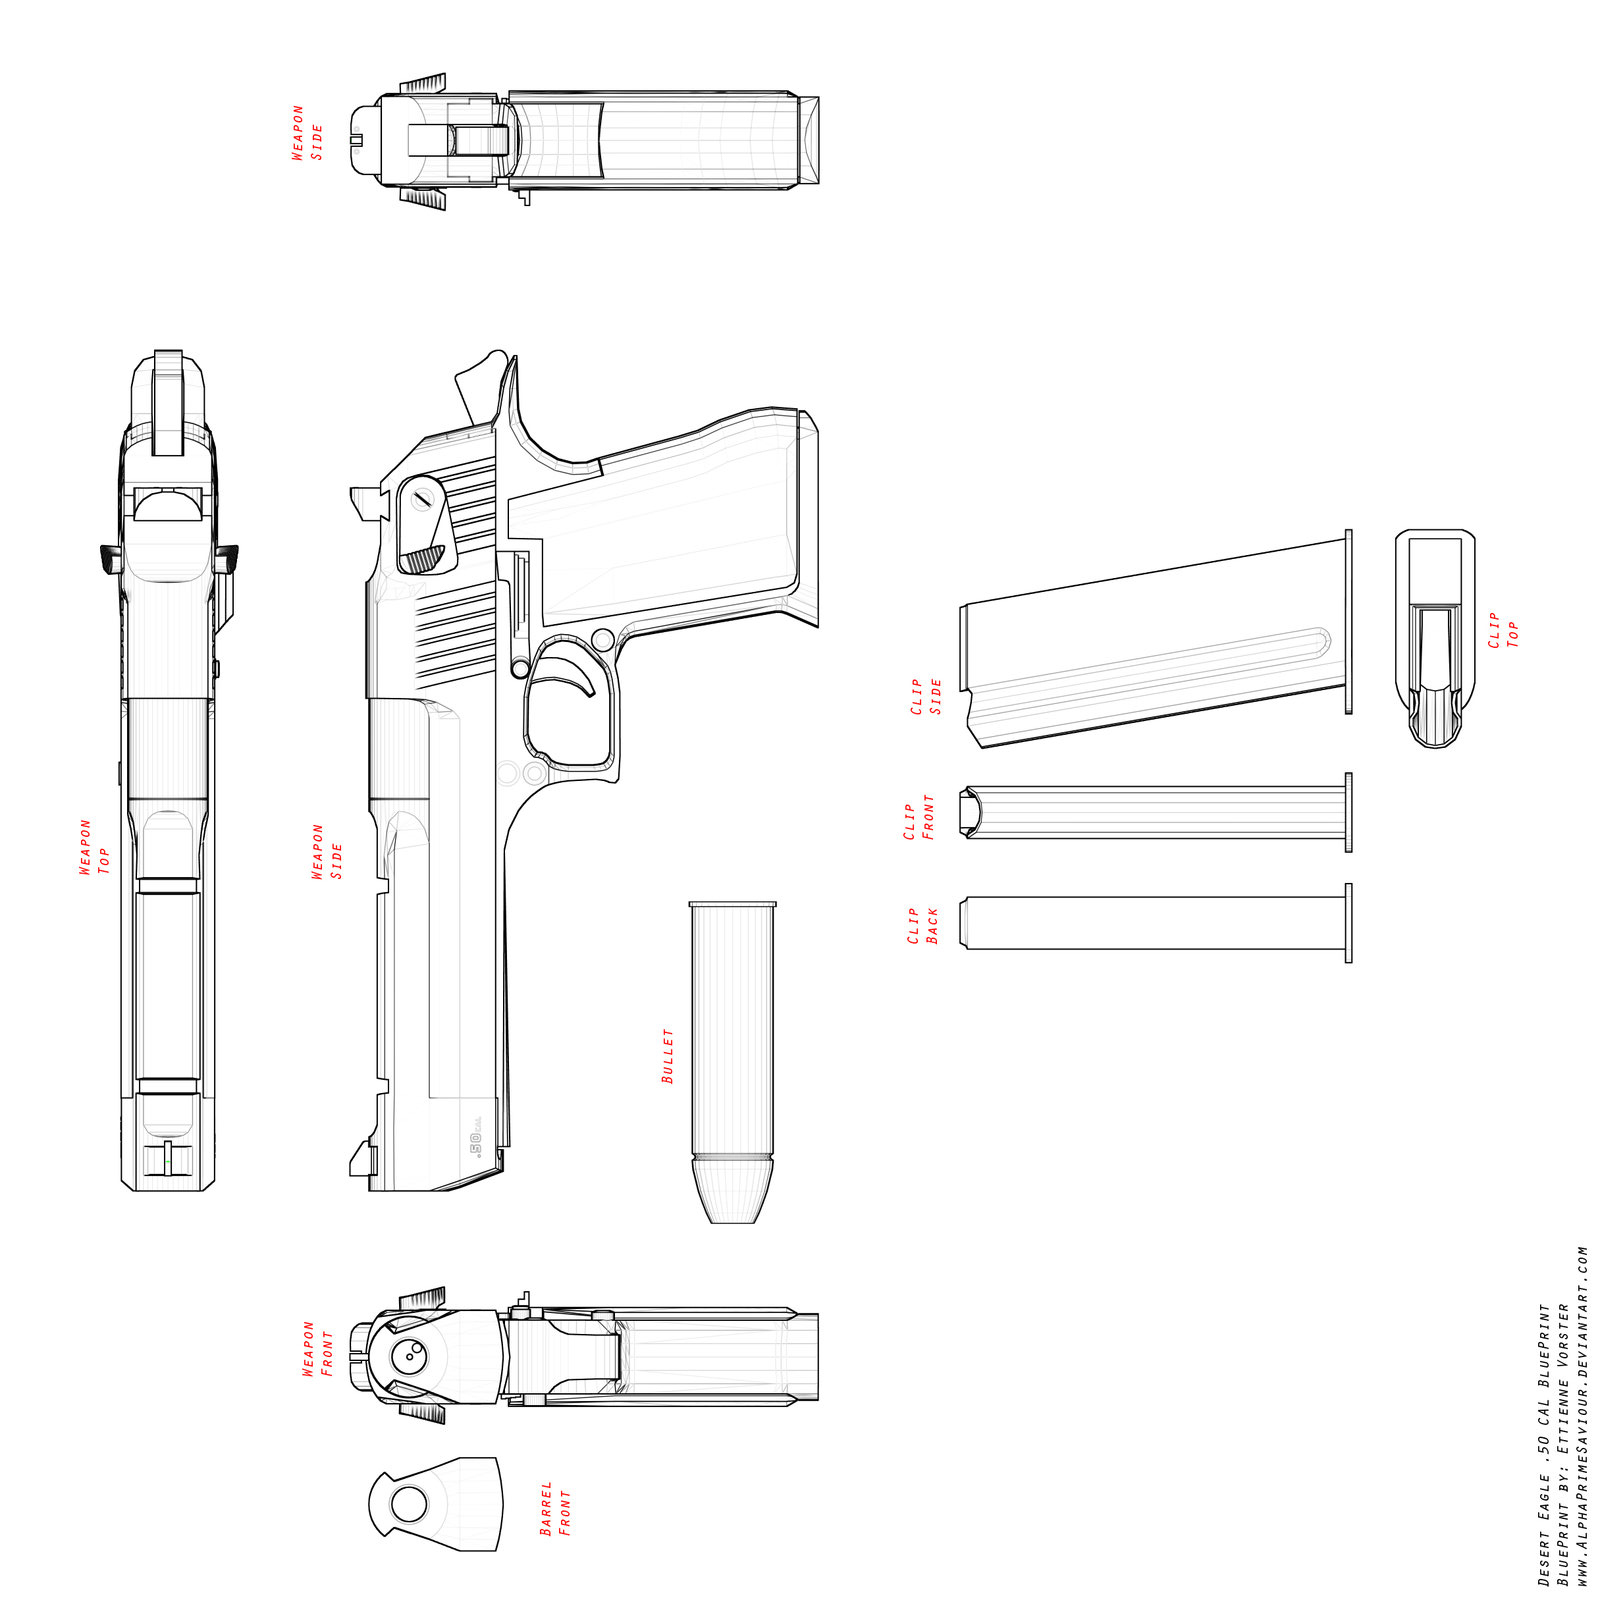 WEAPON
SIDE
WEAPON
TOP
WEAPON
SIDE
.50 CAL
BULLET
CLIP
SIDE
CLIP
TOP
CLIP
FRONT
CLIP
BACK
WEAPON
FRONT
BARREL
FRONT
DESERT EAGLE .50 CAL BLUEPRINT
BLUEPRINT BY: ETTIENNE VORSTER
WWW.ALPHAPRIMESAVIOUR.DEVIANTART.COM